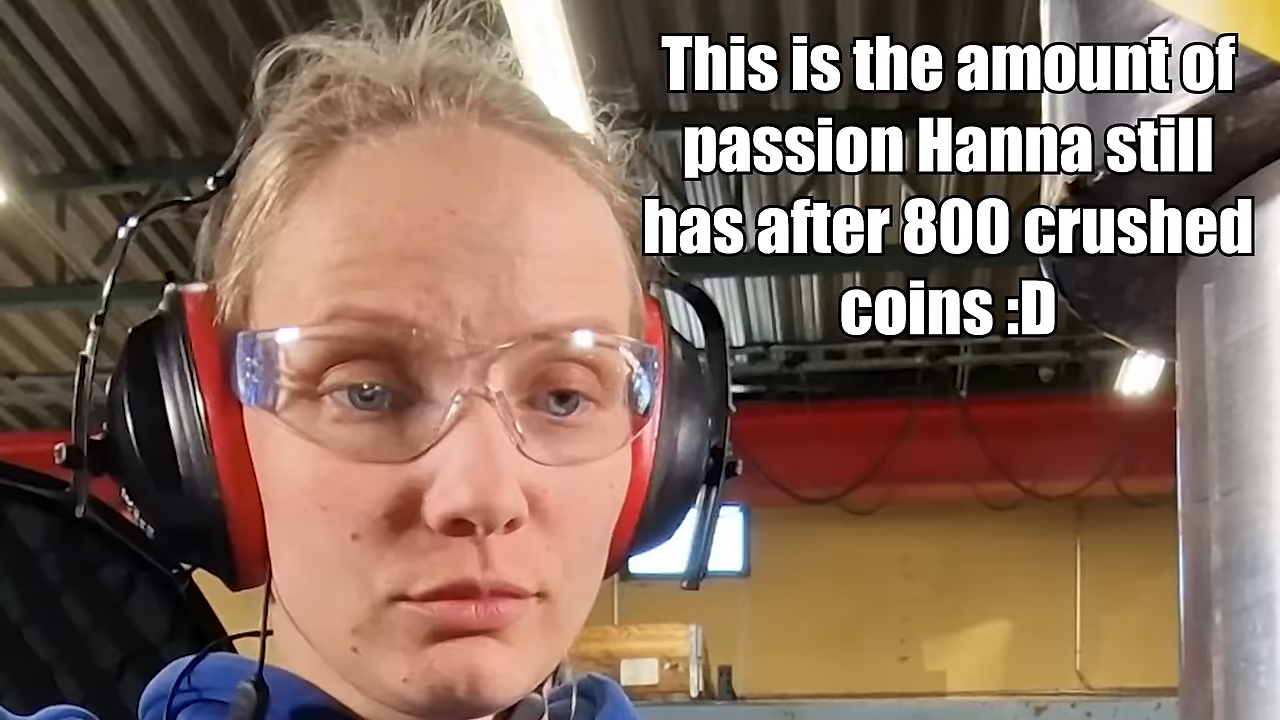 This is the amount of
passion Hanna still
has after 800 crushed
coins :D